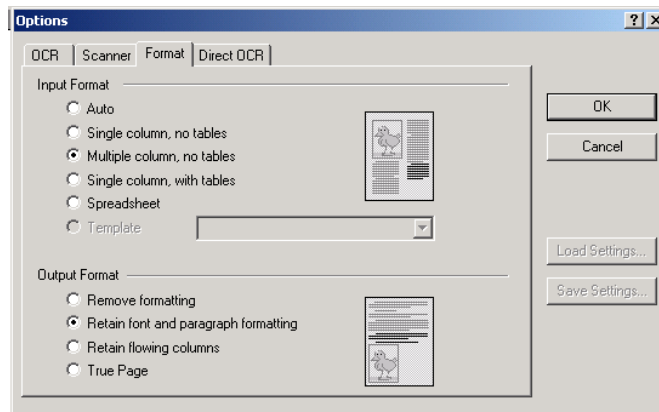 Options
OCR Scanner Format Direct OCR
Input Format
Auto
Single column, no tables
Multiple column, no tables
Single column, with tables
Spreadsheet
Template
Output Format
Remove formatting
Retain font and paragraph formatting
Retain flowing columns
True Page
OK
Cancel
Load Settings...
Save Settings...